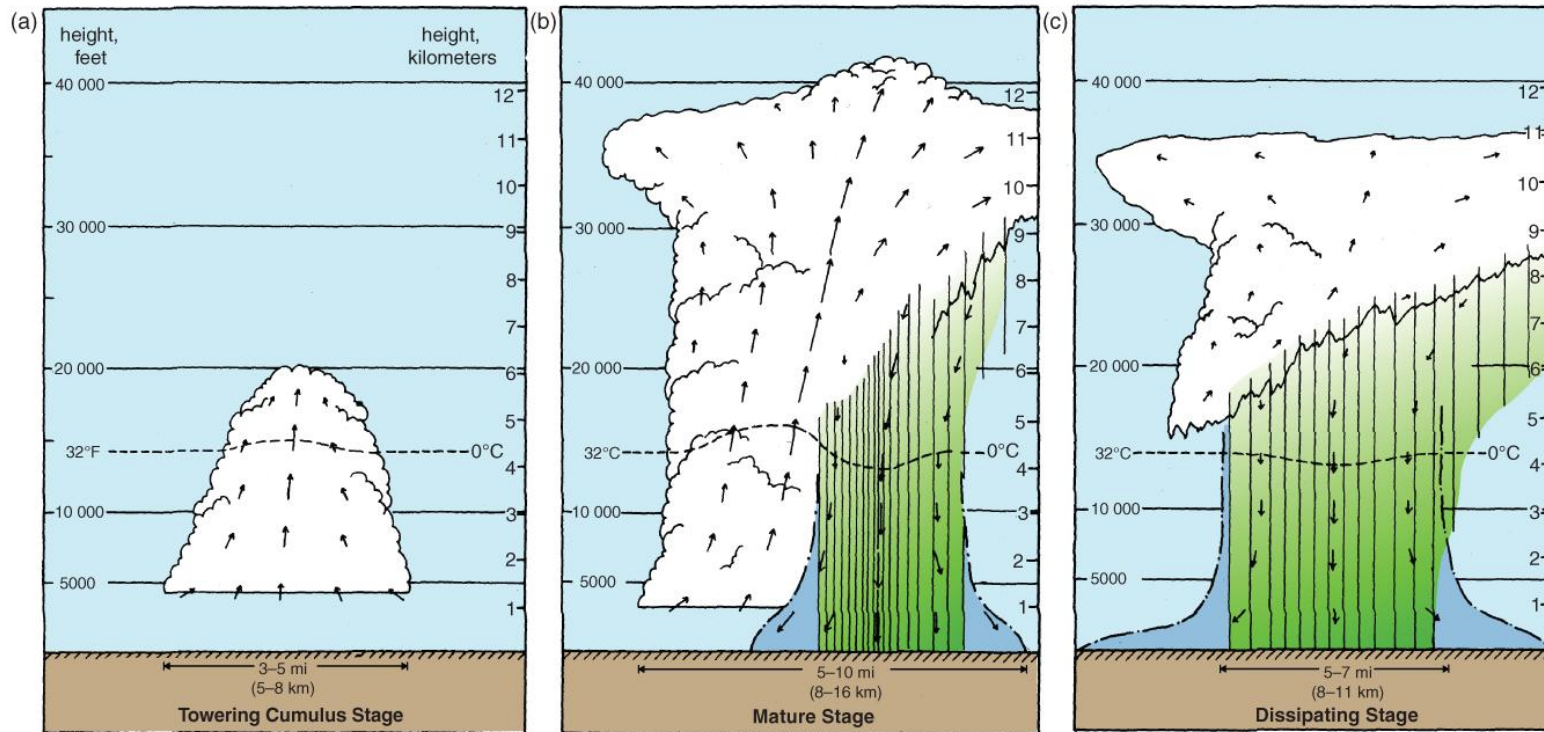 (a)
height,
feet
height,
kilometers
40 000
30 000
20 000
32°F
10 000
5000
12
11
10
9
8
7
6
5
0°C
4
3
2
1
3–5 mi
(5–8 km)
Towering Cumulus Stage
(b)
40 000
30 000
20 000
32°C
10 000
5000
12
11
10
9
8
7
6
5
0°C
4
3
2
1
5–10 mi
(8–16 km)
Mature Stage
(c)
40 000
30 000
20 000
32°C
10 000
5000
12
11
10
9
8
7
6
5
0°C
4
3
2
1
5–7 mi
(8–11 km)
Dissipating Stage